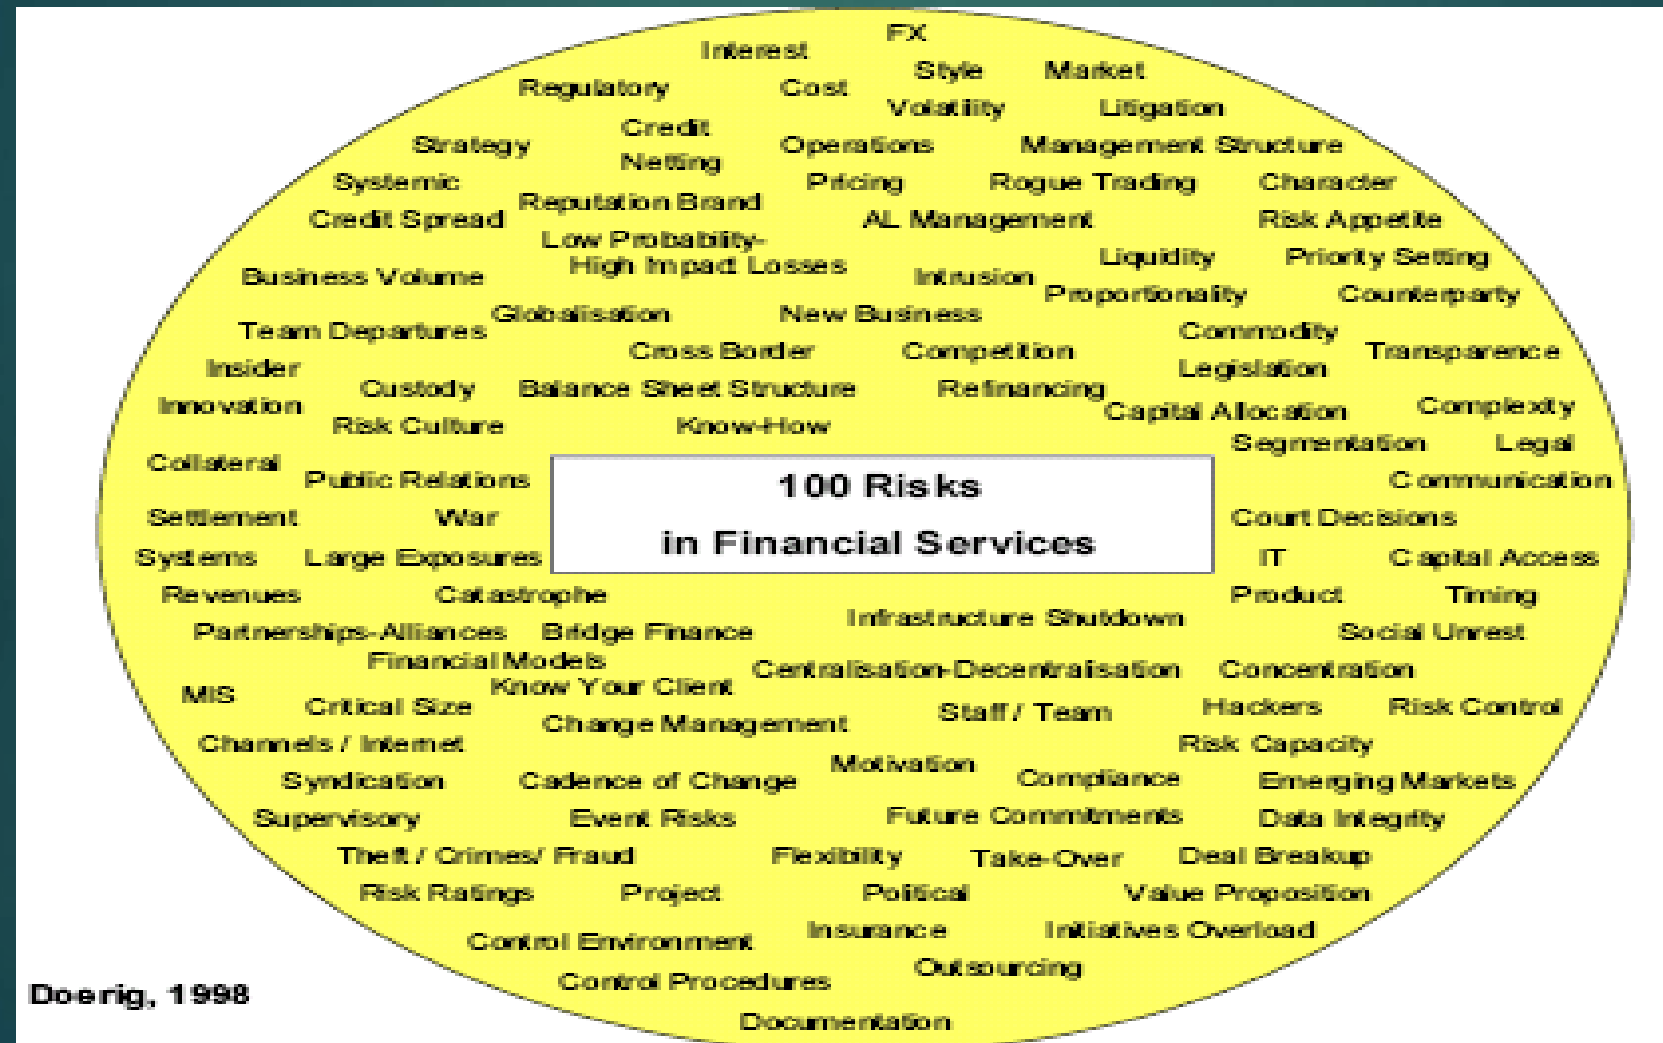 FX
Interest
Style Market
Regulatory Cost
Volatility Litigation
Credit
Strategy Operations Management Structure
Netting
Systemic Pricing Rogue Trading Character
Reputation Brand
Credit Spread AL Management Risk Appetite
Low Probability-
High Impact Losses
Liquidity Priority Setting
Business Volume Intrusion
Proportionality Counterparty
Globalisation New Business
Team Departures Commodity
Cross Border Competition Transparence
Insider Legislation
Custody Balance Sheet Structure Refinancing
Innovation Capital Allocation Complexity
Risk Culture Know-How
Segmentation Legal
Collateral
Public Relations Communication
100 Risks
in Financial Services
Settlement War Court Decisions
Systems Large Exposures IT Capital Access
Revenues Catastrophe Product Timing
Infrastructure Shutdown
Partnerships-Alliances Bridge Finance Social Unrest
Financial Models Centralisation-Decentralisation Concentration
Know Your Client
MIS Critical Size Hackers Risk Control
Change Management Staff / Team
Channels / Internet Risk Capacity
Motivation
Syndication Cadence of Change Compliance Emerging Markets
Supervisory Event Risks Future Commitments Data Integrity
Theft / Crimes/ Fraud Flexibility Take-Over Deal Breakup
Risk Ratings Project Political Value Proposition
Control Environment Insurance Initiatives Overload
Outsourcing
Control Procedures
Doerig, 1998
Documentation